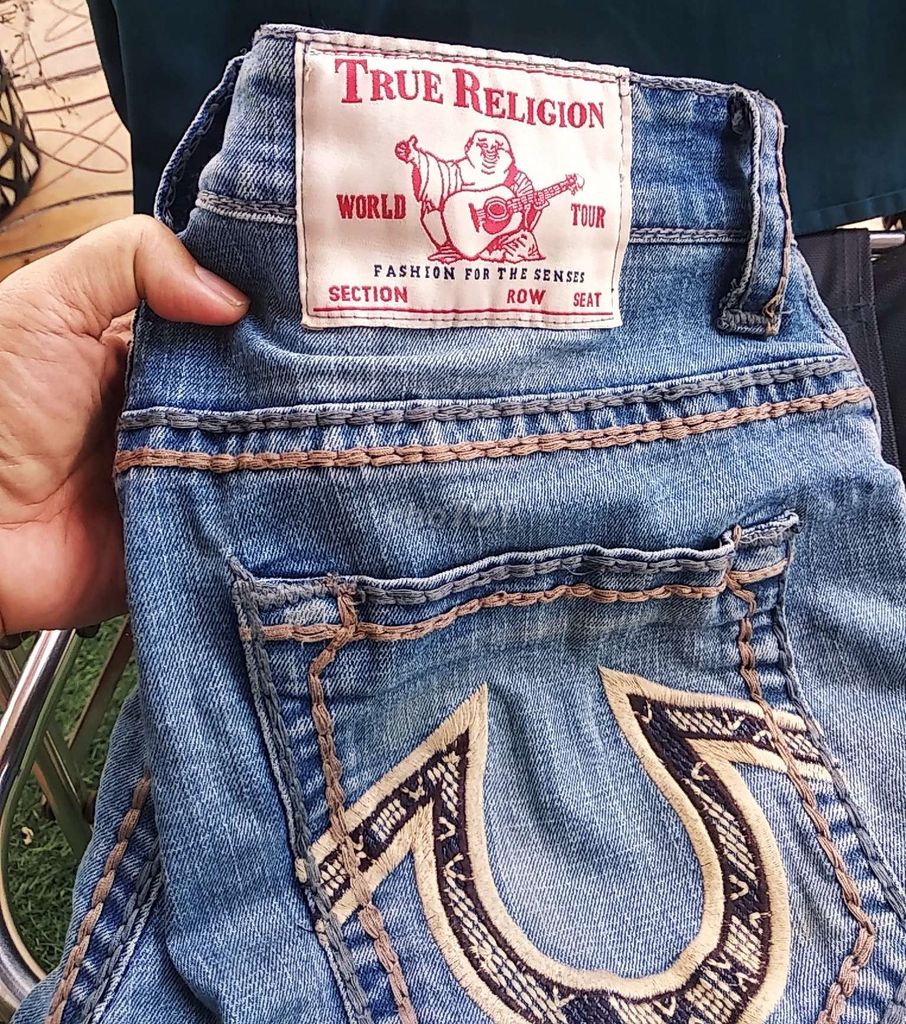 TRUE RELIGION
WORLD TOUR
FASHION FOR THE SENSES
SECTION ROW SEAT